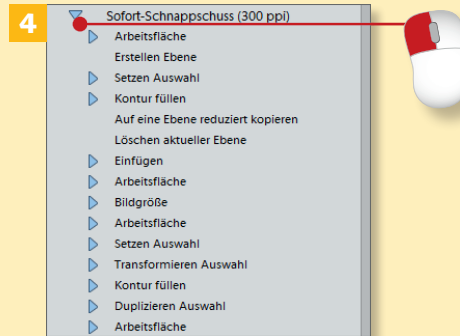 4
Sofort-Schnappschuss (300 ppi)
Arbeitsfläche
Erstellen Ebene
Setzen Auswahl
Kontur füllen
Auf eine Ebene reduziert kopieren
Löschen aktueller Ebene
Einfügen
Arbeitsfläche
Bildgröße
Arbeitsfläche
Setzen Auswahl
Transformieren Auswahl
Kontur füllen
Duplizieren Auswahl
Arbeitsfläche